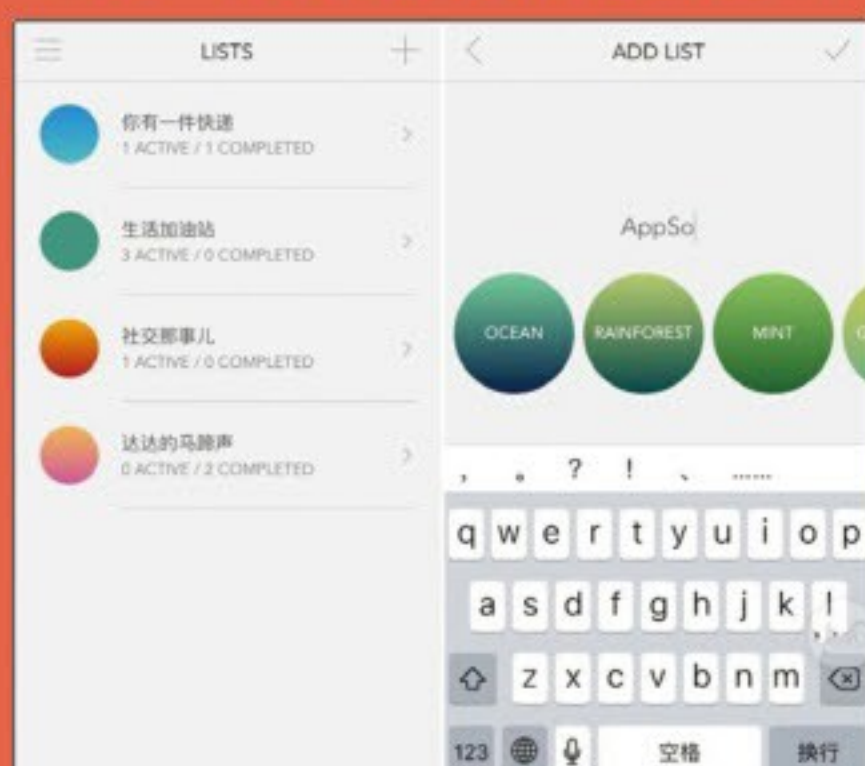 LISTS
你有一件快递
1 ACTIVE / 1 COMPLETED
生活加油站
3 ACTIVE / 0 COMPLETED
社交那事儿
1 ACTIVE / 0 COMPLETED
达达的马蹄声
0 ACTIVE / 2 COMPLETED
ADD LIST
AppSo
OCEAN RAINFOREST MINT
， 。 ? ! 、 ……
q w e r t y u i o p
a s d f g h j k l
z x c v b n m
123 空格 换行